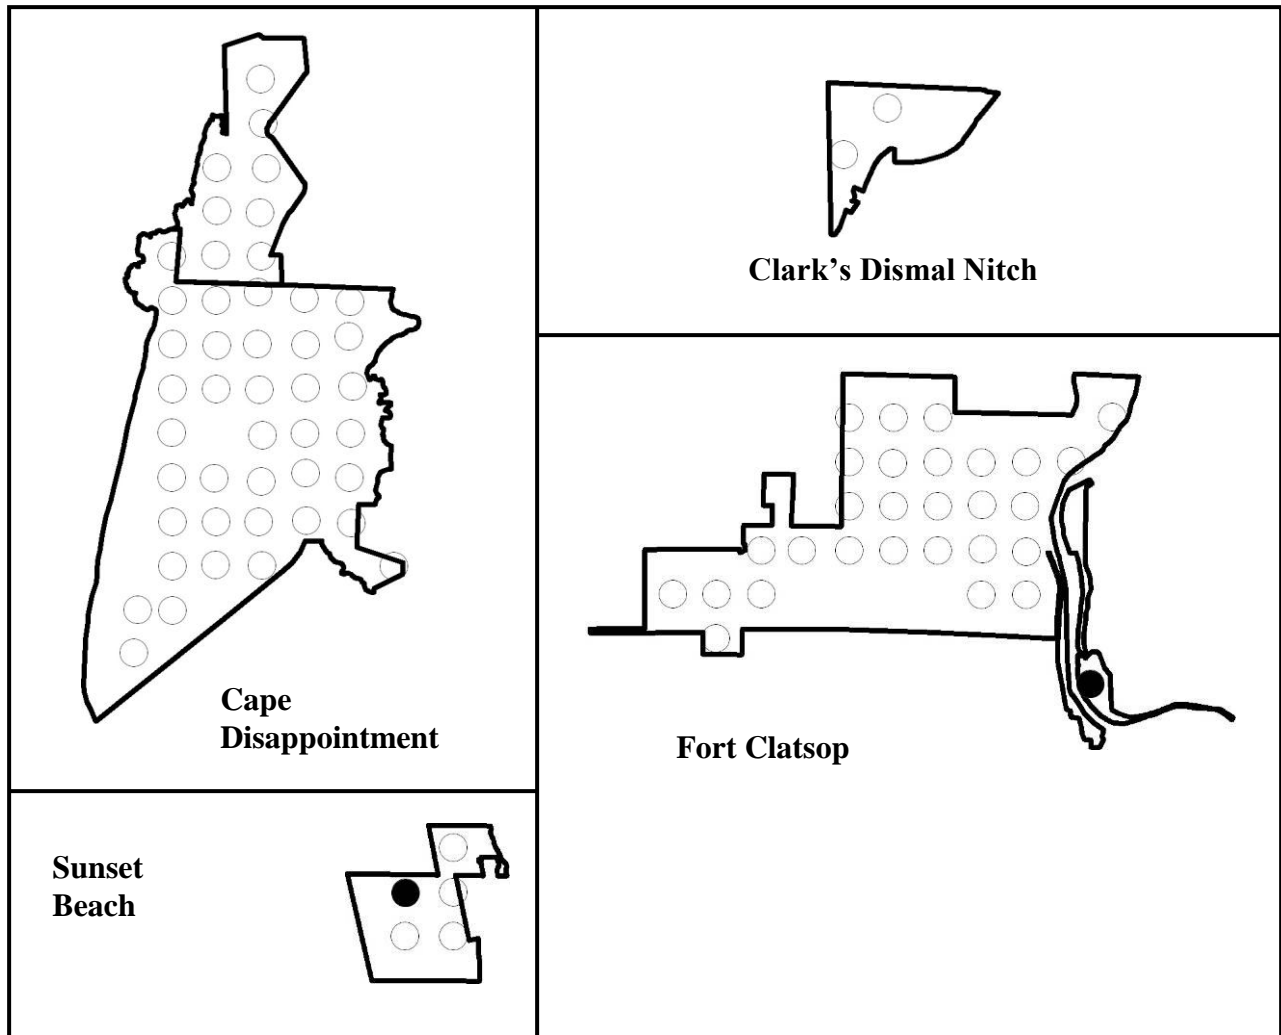 Clark's Dismal Nitch
Cape
Disappointment
Fort Clatsop
Sunset
Beach